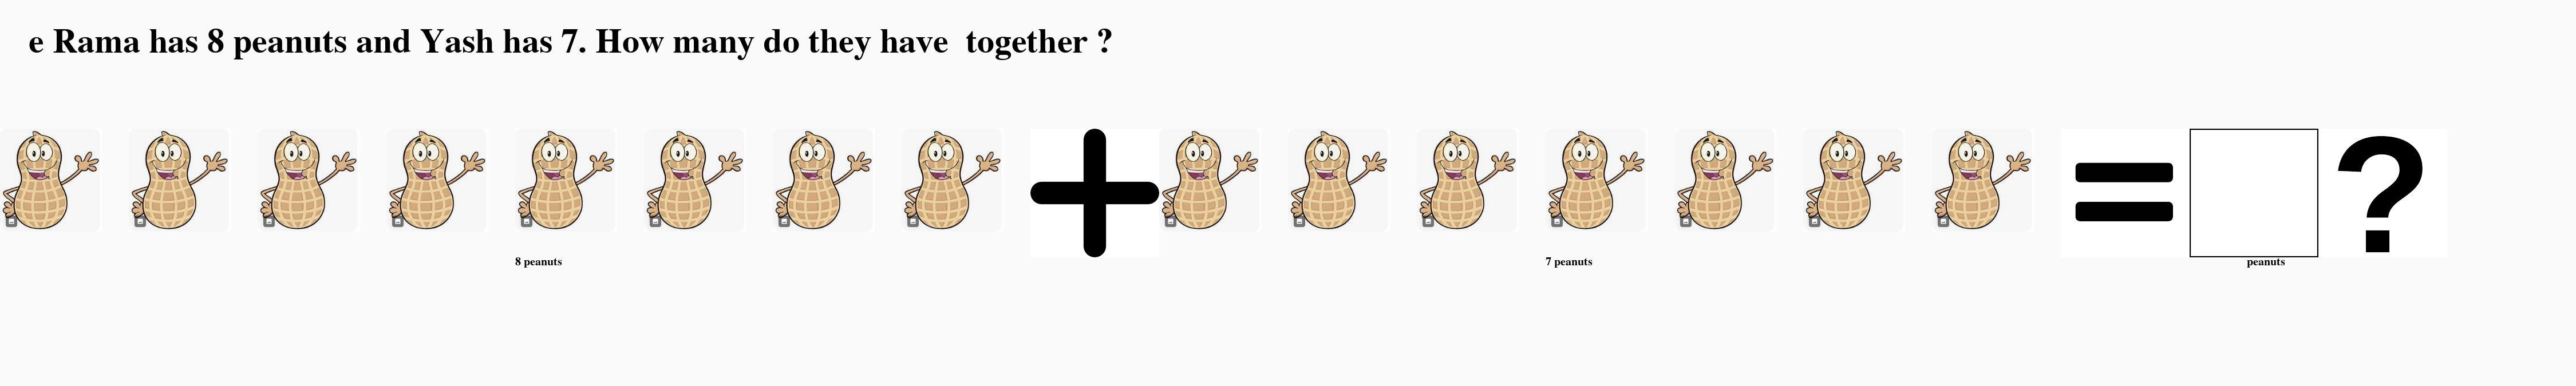 e Rama has 8 peanuts and Yash has 7. How many do they have  together ?
+ = ?
8 peanuts 7 peanuts peanuts